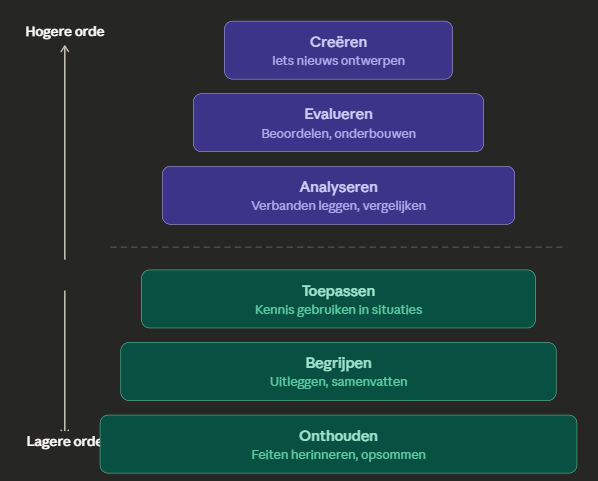 Hogere orde
Creëren
Iets nieuws ontwerpen
Evalueren
Beoordelen, onderbouwen
Analyseren
Verbanden leggen, vergelijken
Toepassen
Kennis gebruiken in situaties
Begrijpen
Uitleggen, samenvatten
Lagere orde
Onthouden
Feiten herinneren, opsommen